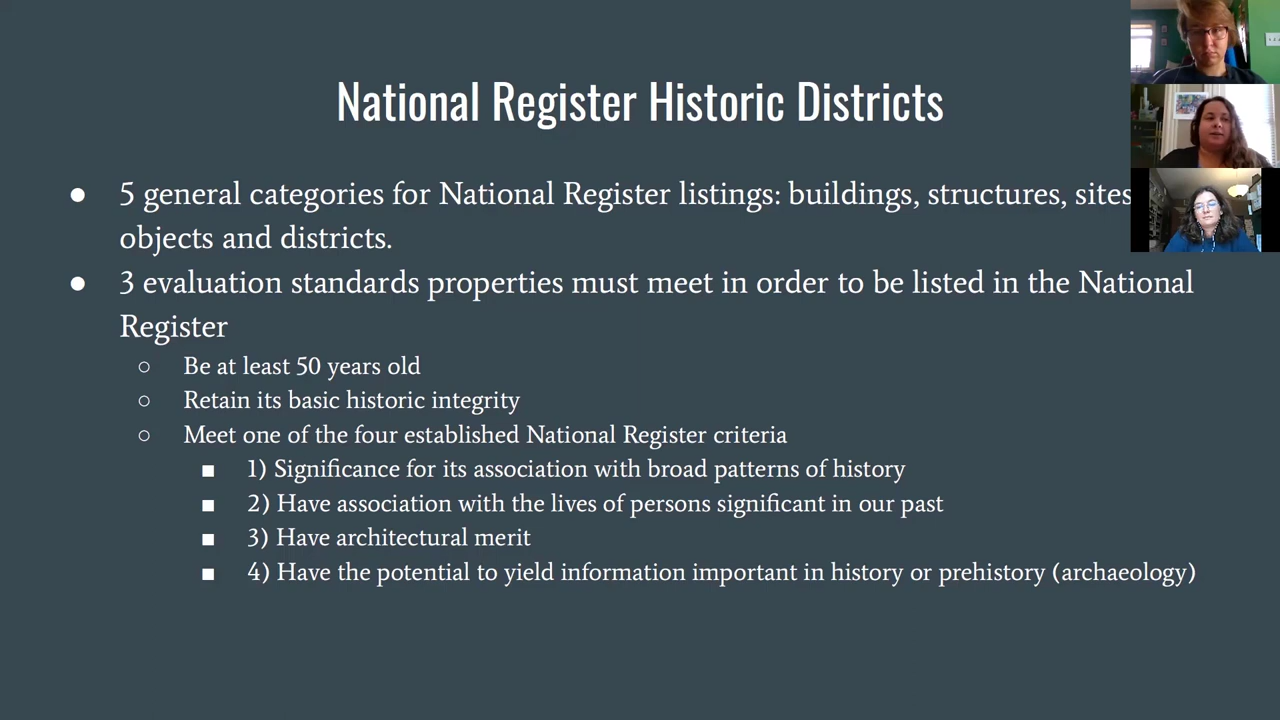 National Register Historic Districts
● 5 general categories for National Register listings: buildings, structures, sites
objects and districts.
● 3 evaluation standards properties must meet in order to be listed in the National
Register
○ Be at least 50 years old
○ Retain its basic historic integrity
○ Meet one of the four established National Register criteria
■ 1) Significance for its association with broad patterns of history
■ 2) Have association with the lives of persons significant in our past
■ 3) Have architectural merit
■ 4) Have the potential to yield information important in history or prehistory (archaeology)